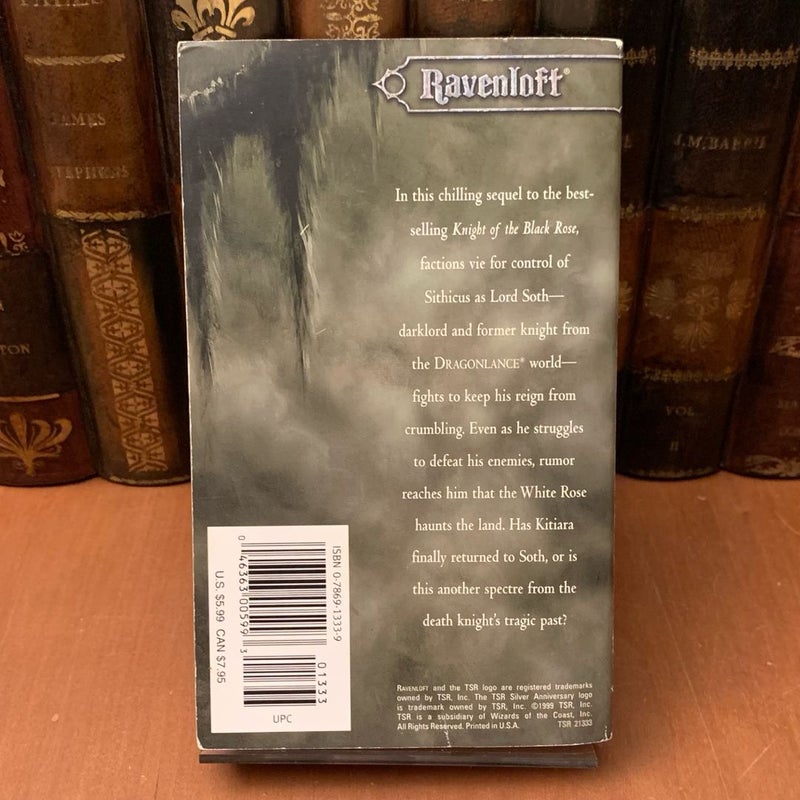 JAMES
STEPHENS
TON
J.M. BARRIE
VOL
II
Ravenloft®
In this chilling sequel to the best-
selling Knight of the Black Rose,
factions vie for control of
Sithicus as Lord Soth—
darklord and former knight from
the DRAGONLANCE® world—
fights to keep his reign from
crumbling. Even as he struggles
to defeat his enemies, rumor
reaches him that the White Rose
haunts the land. Has Kitiara
finally returned to Soth, or is
this another spectre from the
death knight's tragic past?
ISBN 0-7869-1333-9
0 46363 00599 3
01333
U.S. $5.99 CAN $7.95
UPC
RAVENLOFT and the TSR logo are registered trademarks
owned by TSR, Inc. The TSR Silver Anniversary logo
is trademark owned by TSR, Inc. ©1999 TSR, Inc.
TSR is a subsidiary of Wizards of the Coast, Inc.
All Rights Reserved. Printed in U.S.A.
TSR 21333